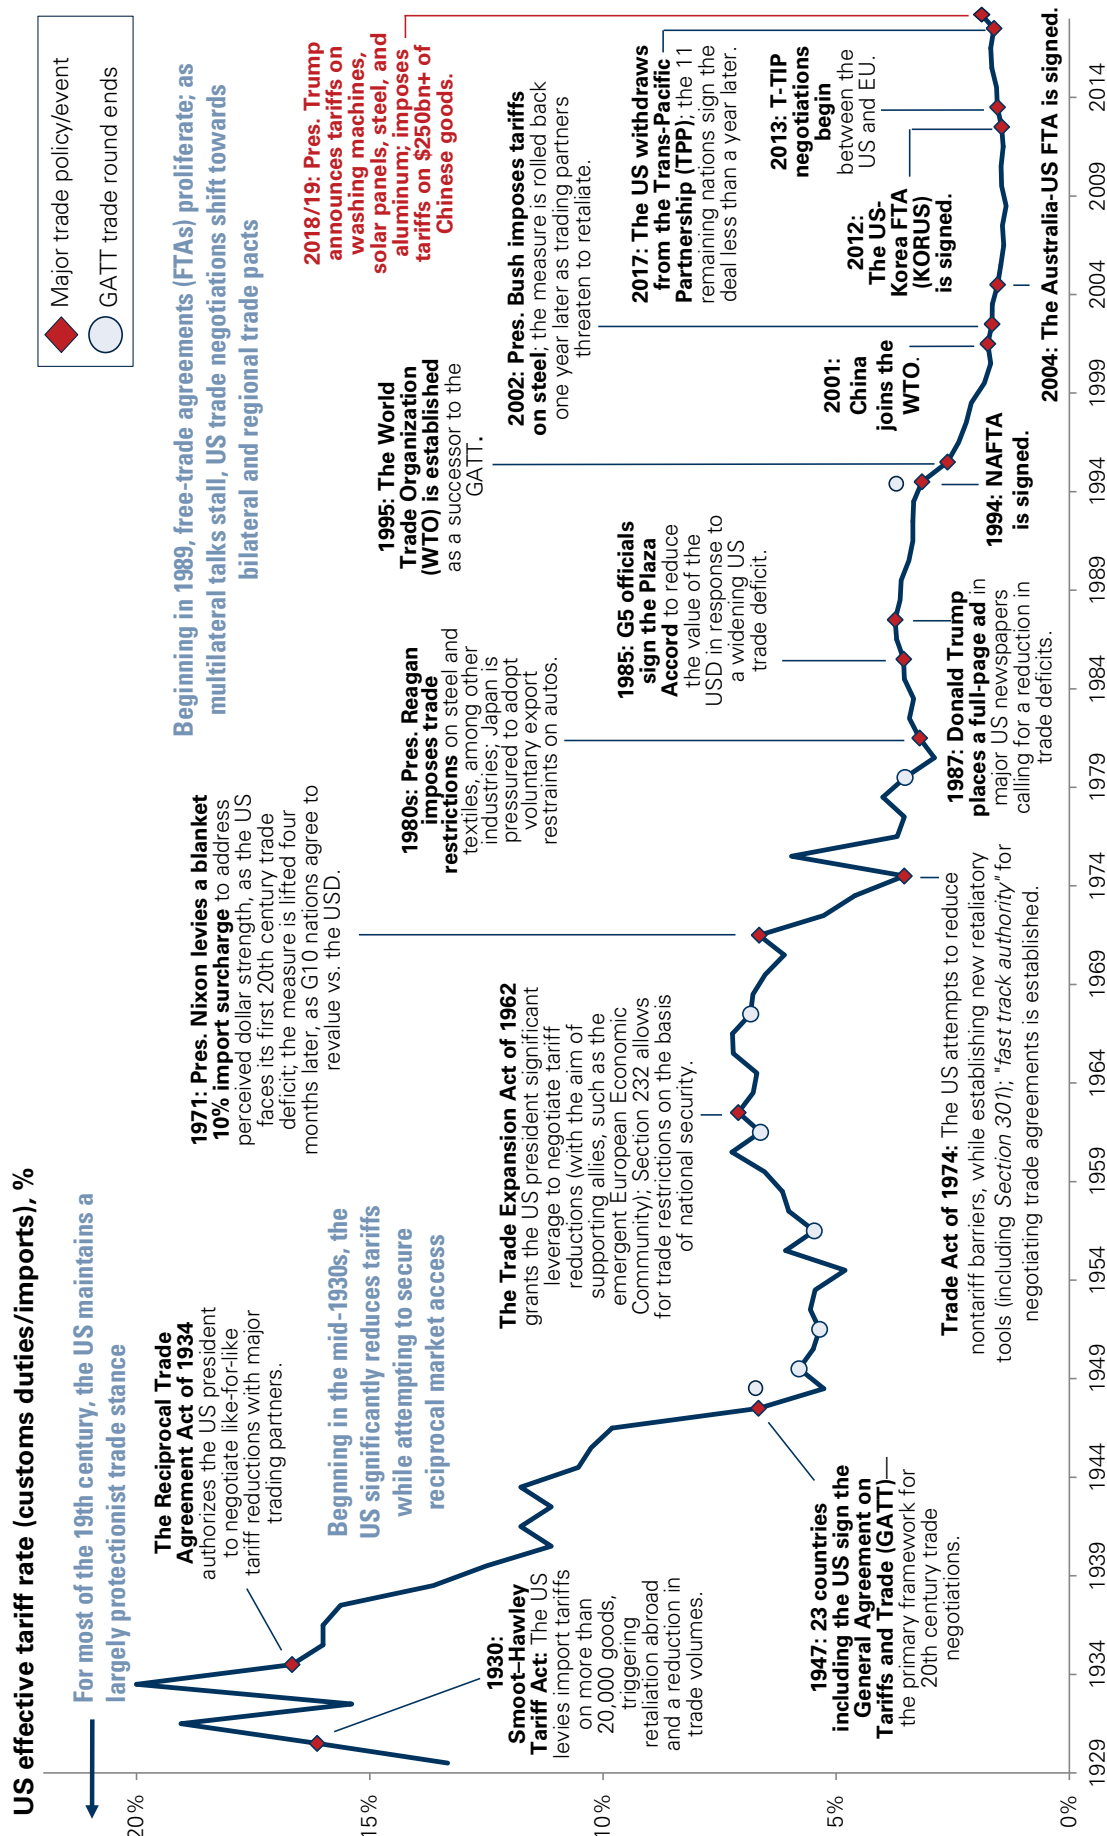 US effective tariff rate (customs duties/imports), %
Major trade policy/event
GATT trade round ends
For most of the 19th century, the US maintains a
largely protectionist trade stance
The Reciprocal Trade
Agreement Act of 1934
authorizes the US president
to negotiate like-for-like
tariff reductions with major
trading partners.
Beginning in the mid-1930s, the
US significantly reduces tariffs
while attempting to secure
reciprocal market access
1930:
Smoot–Hawley
Tariff Act: The US
levies import tariffs
on more than
20,000 goods,
triggering
retaliation abroad
and a reduction in
trade volumes.
1947: 23 countries
including the US sign the
General Agreement on
Tariffs and Trade (GATT)—
the primary framework for
20th century trade
negotiations.
1971: Pres. Nixon levies a blanket
10% import surcharge to address
perceived dollar strength, as the US
faces its first 20th century trade
deficit; the measure is lifted four
months later, as G10 nations agree to
revalue vs. the USD.
The Trade Expansion Act of 1962
grants the US president significant
leverage to negotiate tariff
reductions (with the aim of
supporting allies, such as the
emergent European Economic
Community); Section 232 allows
for trade restrictions on the basis
of national security.
Trade Act of 1974: The US attempts to reduce
nontariff barriers, while establishing new retaliatory
tools (including Section 301); "fast track authority" for
negotiating trade agreements is established.
Beginning in 1989, free-trade agreements (FTAs) proliferate; as
multilateral talks stall, US trade negotiations shift towards
bilateral and regional trade pacts
1980s: Pres. Reagan
imposes trade
restrictions on steel and
textiles, among other
industries; Japan is
pressured to adopt
voluntary export
restraints on autos.
1985: G5 officials
sign the Plaza
Accord to reduce
the value of the
USD in response to
a widening US
trade deficit.
1987: Donald Trump
places a full-page ad in
major US newspapers
calling for a reduction in
trade deficits.
1995: The World
Trade Organization
(WTO) is established
as a successor to the
GATT.
1994: NAFTA
is signed.
2002: Pres. Bush imposes tariffs
on steel; the measure is rolled back
one year later as trading partners
threaten to retaliate.
2001:
China
joins the
WTO.
2004: The Australia-US FTA is signed.
2018/19: Pres. Trump
announces tariffs on
washing machines,
solar panels, steel, and
aluminum; imposes
tariffs on $250bn+ of
Chinese goods.
2017: The US withdraws
from the Trans-Pacific
Partnership (TPP); the 11
remaining nations sign the
deal less than a year later.
2012:
The US-
Korea FTA
(KORUS)
is signed.
2013: T-TIP
negotiations
begin
between the
US and EU.
20%
15%
10%
5%
0%
1929
1934
1939
1944
1949
1954
1959
1964
1969
1974
1979
1984
1989
1994
1999
2004
2009
2014